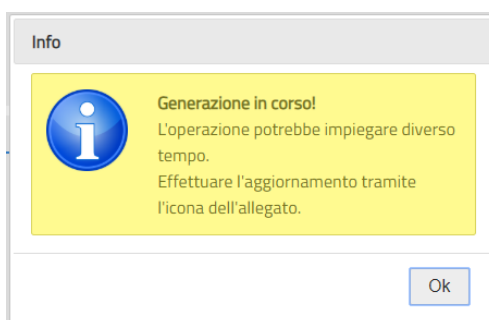 Info
Generazione in corso!
L'operazione potrebbe impiegare diverso
tempo.
Effettuare l'aggiornamento tramite
l'icona dell'allegato.
Ok